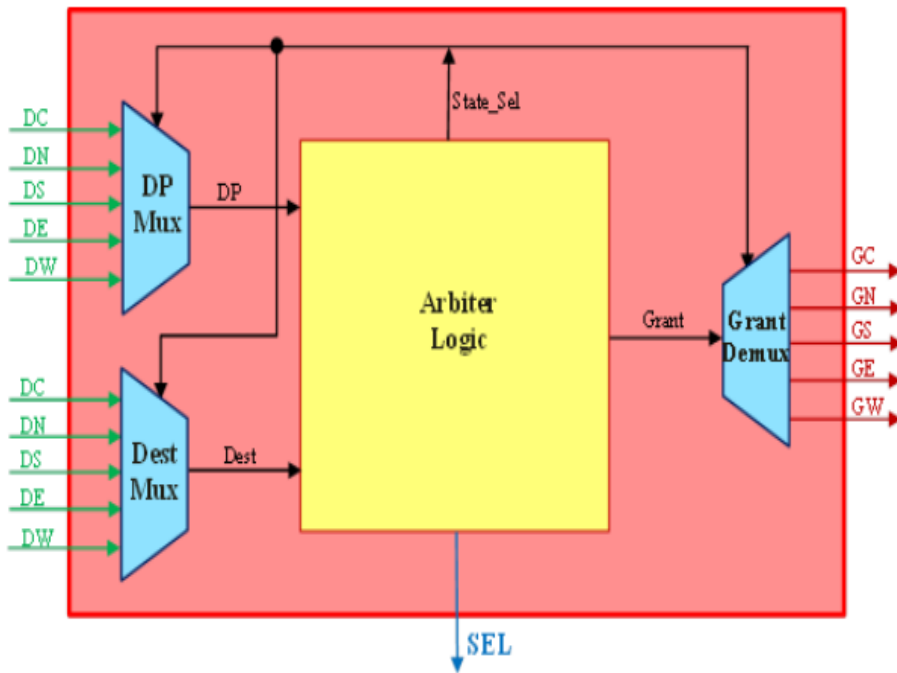 State_Sel
DC
DN
DS
DE
DW
DP
Mux
DP
Arbiter
Logic
Grant
Grant
Demux
GC
GN
GS
GE
GW
DC
DN
DS
DE
DW
Dest
Mux
Dest
SEL